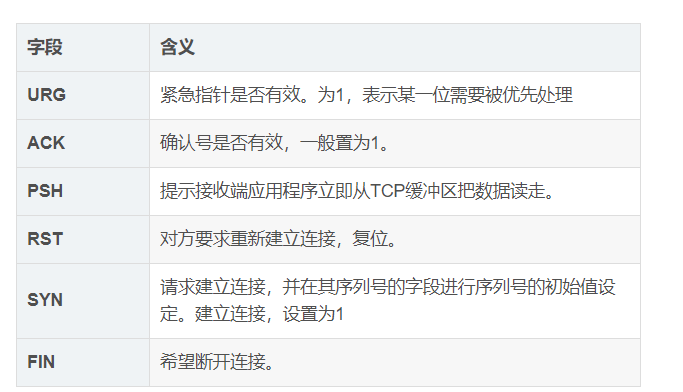 字段 含义
URG 紧急指针是否有效。为1，表示某一位需要被优先处理
ACK 确认号是否有效，一般置为1。
PSH 提示接收端应用程序立即从TCP缓冲区把数据读走。
RST 对方要求重新建立连接，复位。
SYN 请求建立连接，并在其序列号的字段进行序列号的初始值设
定。建立连接，设置为1
FIN 希望断开连接。